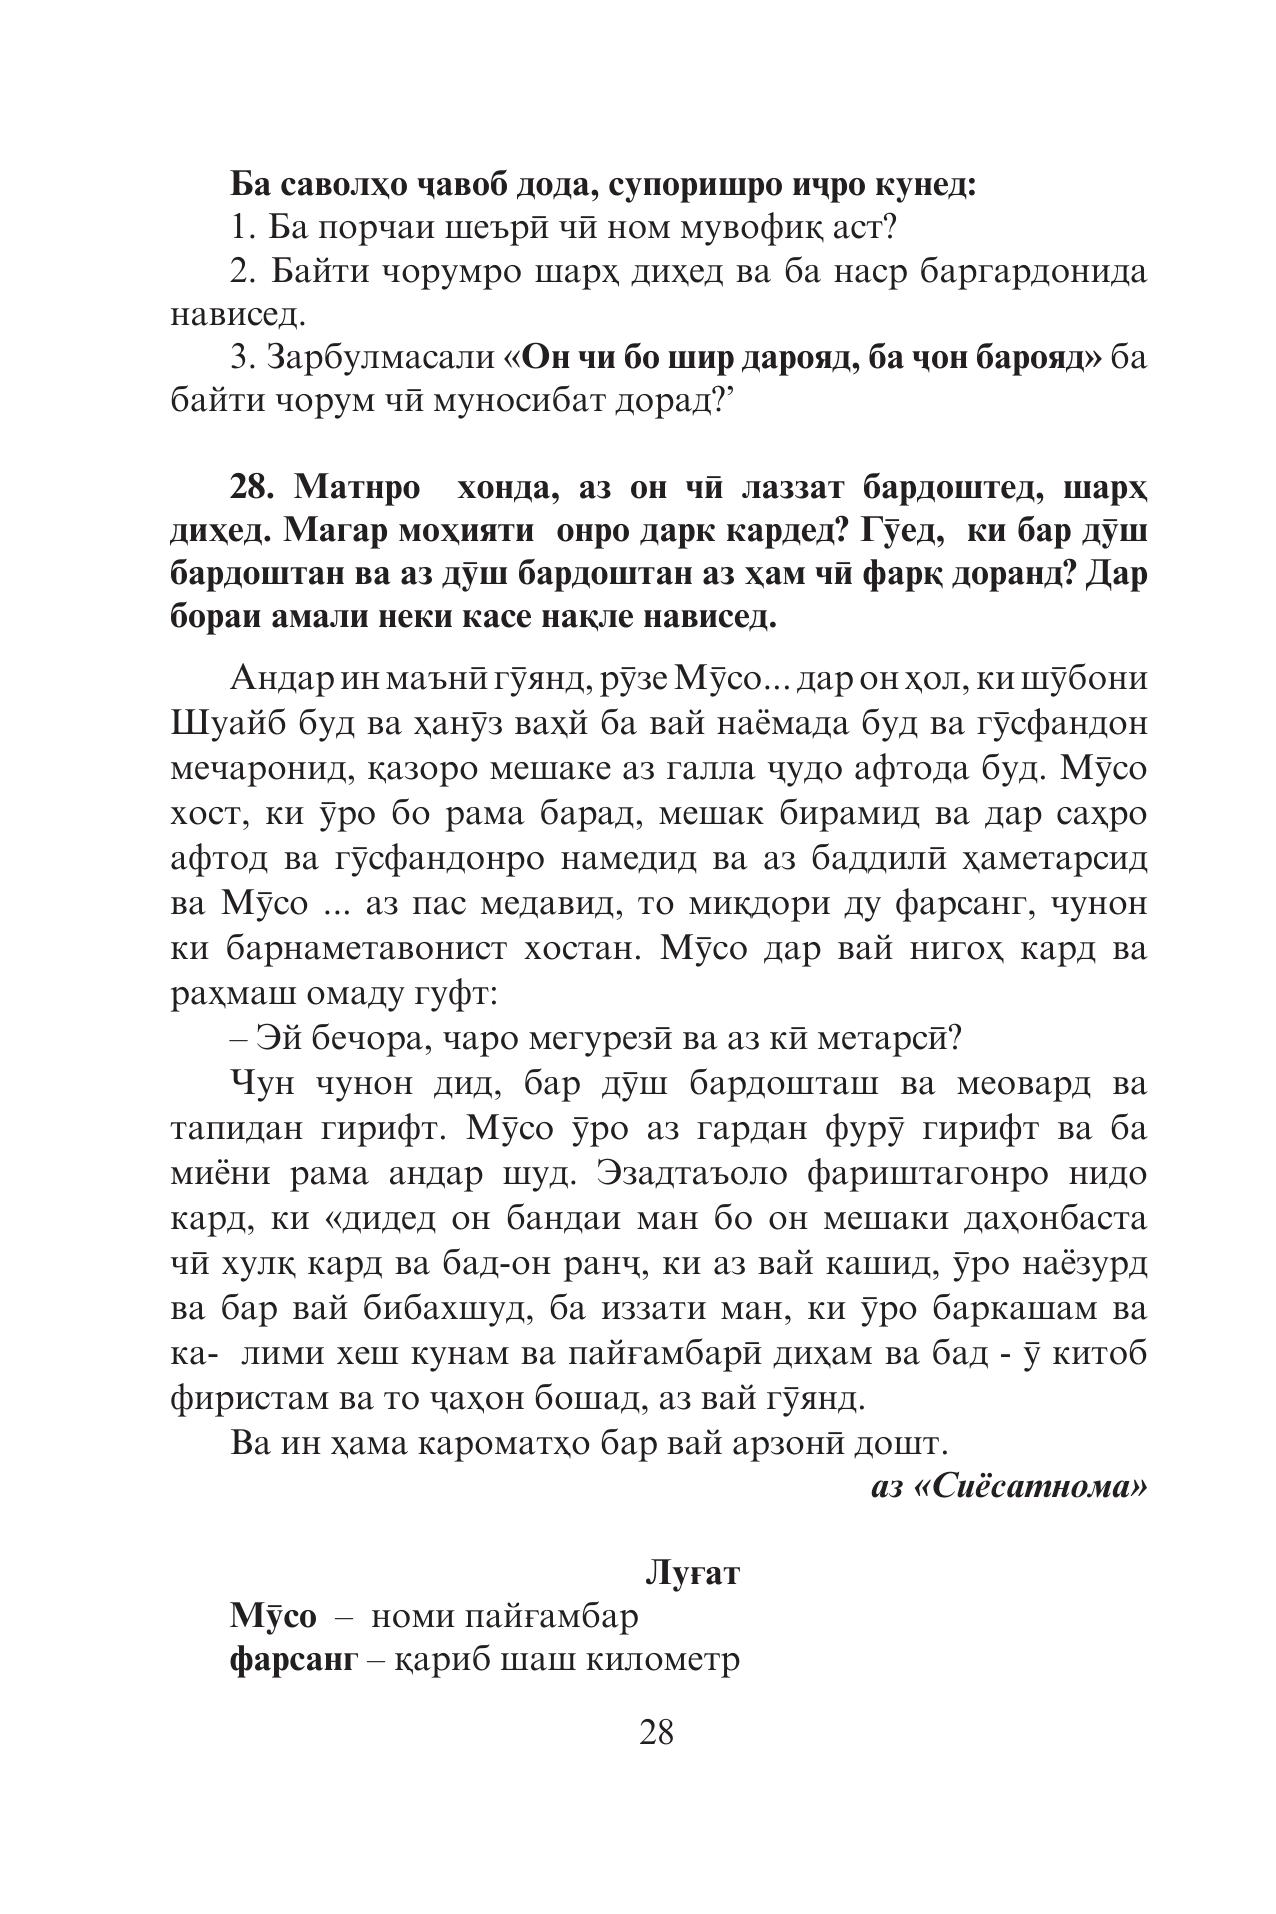 Ба саволҳо ҷавоб дода, супоришро иҷро кунед:
1. Ба порчаи шеърӣ чӣ ном мувофиқ аст?
2. Байти чорумро шарҳ диҳед ва ба наср баргардонида
нависед.
3. Зарбулмасали «Он чи бо шир дарояд, ба ҷон барояд» ба
байти чорум чӣ муносибат дорад?’
28. Матнро хонда, аз он чӣ лаззат бардоштед, шарҳ
диҳед. Магар моҳияти онро дарк кардед? Гӯед, ки бар дӯш
бардоштан ва аз дӯш бардоштан аз ҳам чӣ фарқ доранд? Дар
бораи амали неки касе нақле нависед.
Андар ин маънӣ гӯянд, рӯзе Мӯсо... дар он ҳол, ки шӯбони
Шуайб буд ва ҳанӯз ваҳй ба вай наёмада буд ва гӯсфандон
мечаронид, қазоро мешаке аз галла ҷудо афтода буд. Мӯсо
хост, ки ӯро бо рама барад, мешак бирамид ва дар саҳро
афтод ва гӯсфандонро намедид ва аз баддилӣ ҳаметарсид
ва Мӯсо ... аз пас медавид, то миқдори ду фарсанг, чунон
ки барнаметавонист хостан. Мӯсо дар вай нигоҳ кард ва
раҳмаш омаду гуфт:
– Эй бечора, чаро мегурезӣ ва аз кӣ метарсӣ?
Чун чунон дид, бар дӯш бардошташ ва меовард ва
тапидан гирифт. Мӯсо ӯро аз гардан фурӯ гирифт ва ба
миёни рама андар шуд. Эзадтаъоло фариштагонро нидо
кард, ки «дидед он бандаи ман бо он мешаки даҳонбаста
чӣ хулқ кард ва бад-он ранҷ, ки аз вай кашид, ӯро наёзурд
ва бар вай бибахшуд, ба иззати ман, ки ӯро баркашам ва
ка- лими хеш кунам ва пайғамбарӣ диҳам ва бад - ӯ китоб
фиристам ва то ҷаҳон бошад, аз вай гӯянд.
Ва ин ҳама кароматҳо бар вай арзонӣ дошт.
аз «Сиёсатнома»
Луғат
Мӯсо – номи пайғамбар
фарсанг – қариб шаш километр
28